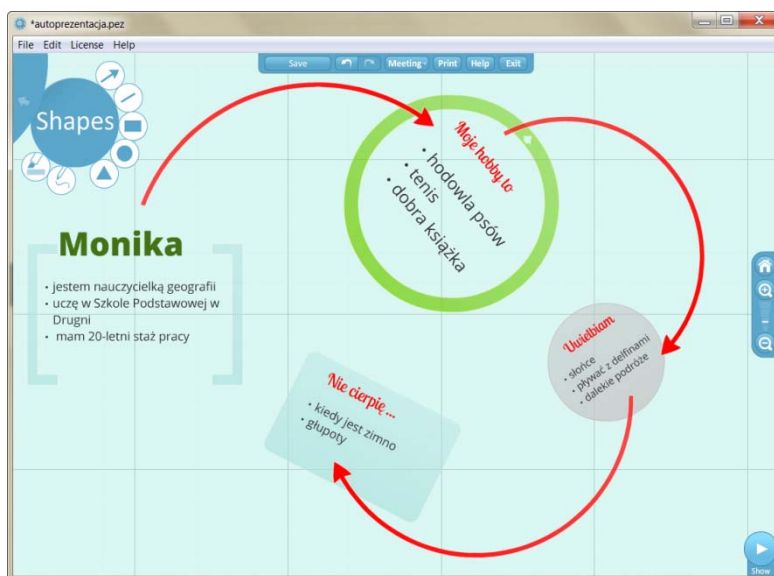 *autoprezentacja.pez
File Edit License Help
Save Meeting Print Help Exit
Shapes
Monika
• jestem nauczycielką geografii
• uczę w Szkole Podstawowej w
Drugni
• mam 20-letni staż pracy
Moje hobby to
• hodowla psów
• tenis
• dobra książka
Uwielbiam
• słońce
• pływać z delfinami
• dalekie podróże
Nie cierpię ...
• kiedy jest zimno
• głupoty
Show